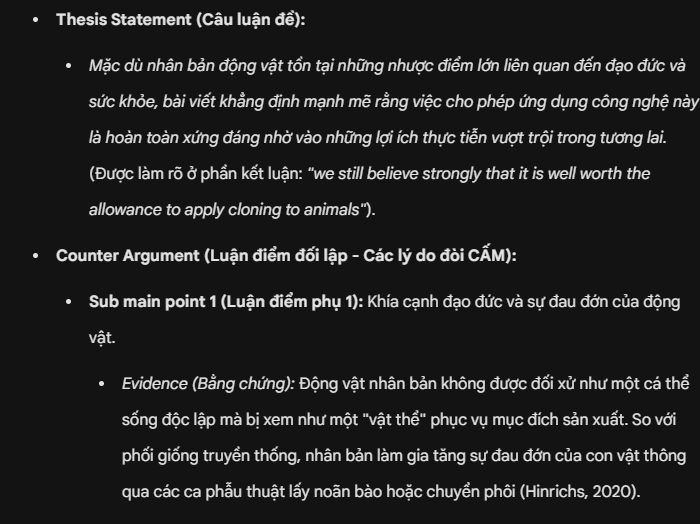 • Thesis Statement (Câu luận đề):
• Mặc dù nhân bản động vật tồn tại những nhược điểm lớn liên quan đến đạo đức và
sức khỏe, bài viết khẳng định mạnh mẽ rằng việc cho phép ứng dụng công nghệ này
là hoàn toàn xứng đáng nhờ vào những lợi ích thực tiễn vượt trội trong tương lai.
(Được làm rõ ở phần kết luận: "we still believe strongly that it is well worth the
allowance to apply cloning to animals").
• Counter Argument (Luận điểm đối lập - Các lý do đòi CẤM):
• Sub main point 1 (Luận điểm phụ 1): Khía cạnh đạo đức và sự đau đớn của động
vật.
• Evidence (Bằng chứng): Động vật nhân bản không được đối xử như một cá thể
sống độc lập mà bị xem như một "vật thể" phục vụ mục đích sản xuất. So với
phối giống truyền thống, nhân bản làm gia tăng sự đau đớn của con vật thông
qua các ca phẫu thuật lấy noãn bào hoặc chuyển phôi (Hinrichs, 2020).